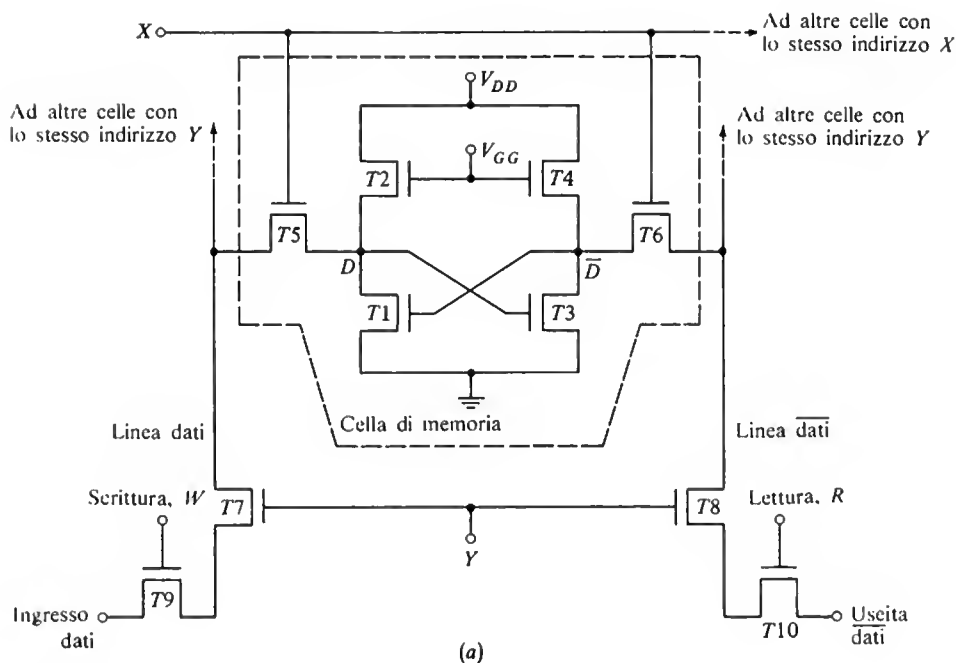 X
Ad altre celle con
lo stesso indirizzo X
Ad altre celle con
lo stesso indirizzo Y
V_DD
Ad altre celle con
lo stesso indirizzo Y
V_GG
T2
T4
T5
T6
D
D̅
T1
T3
Cella di memoria
Linea dati
Linea d̅a̅t̅i̅
Scrittura, W
T7
T8
Lettura, R
Y
T9
T10
Ingresso
dati
Uscita
d̅a̅t̅i̅
(a)